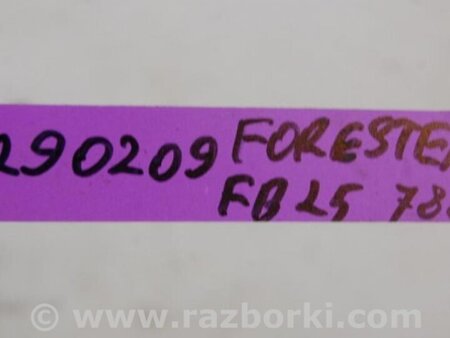 290209 FORESTER
FB25 78
© www.razborki.com